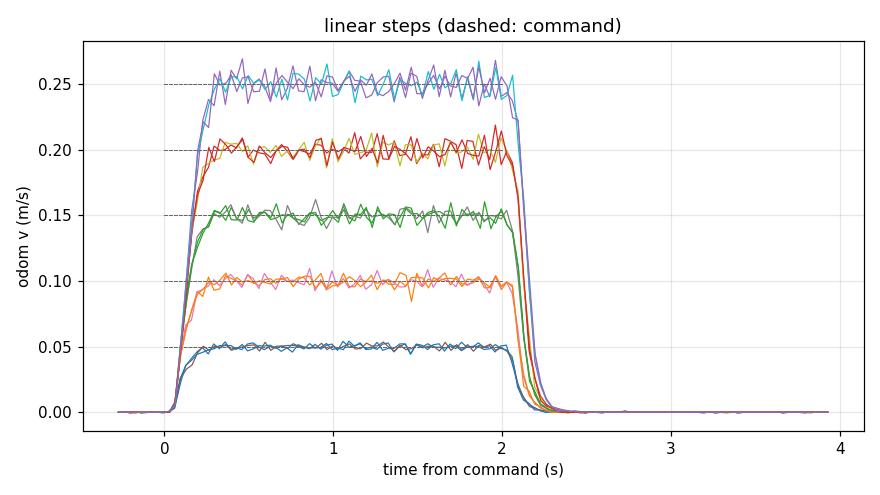 linear steps (dashed: command)
0.25
0.20
0.15
0.10
0.05
0.00
odom v (m/s)
0 1 2 3 4
time from command (s)